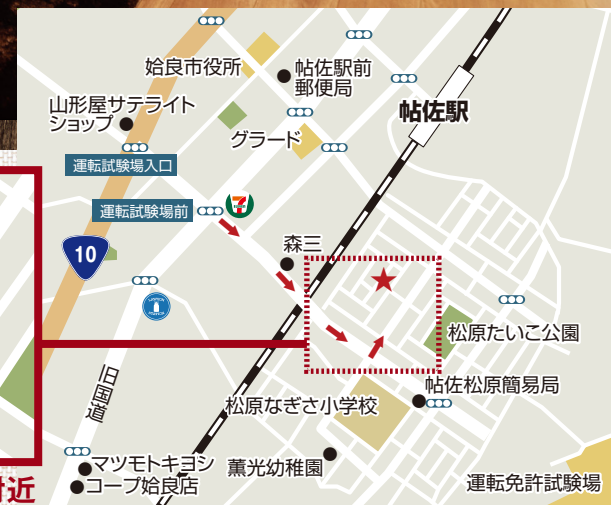 姶良市役所
帖佐駅前
郵便局
山形屋サテライト
ショップ
帖佐駅
グラード
運転試験場入口
運転試験場前
森三
10
松原たいこ公園
旧国道
帖佐松原簡易局
松原なぎさ小学校
マツモトキヨシ
コープ姶良店
薫光幼稚園
運転免許試験場
附近